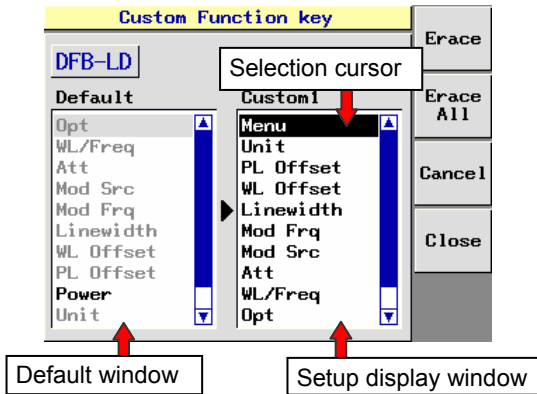 Custom Function key
DFB-LD
Selection cursor
Default
Custom1
Opt
WL/Freq
Att
Mod Src
Mod Frq
Linewidth
WL Offset
PL Offset
Power
Unit
Menu
Unit
PL Offset
WL Offset
Linewidth
Mod Frq
Mod Src
Att
WL/Freq
Opt
Erace
Erace
All
Cancel
Close
Default window
Setup display window